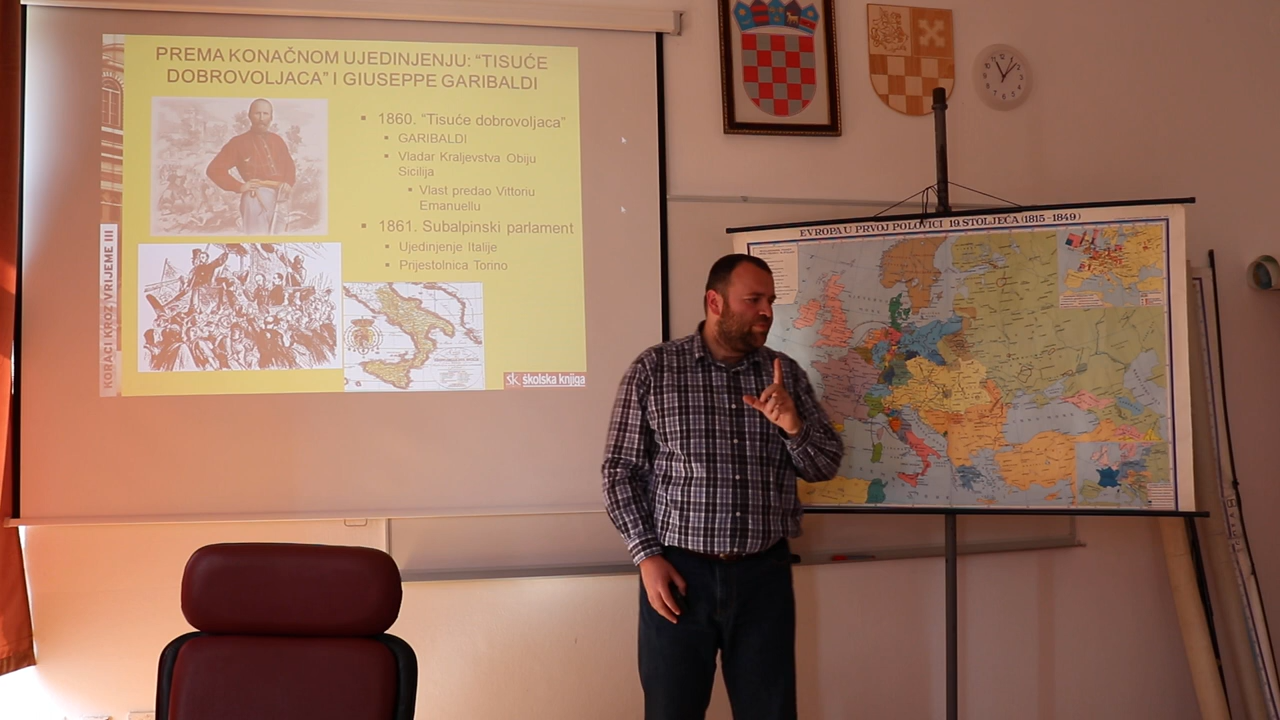 PREMA KONAČNOM UJEDINJENJU: “TISUĆE
DOBROVOLJACA” I GIUSEPPE GARIBALDI
1860. “Tisuće dobrovoljaca”
GARIBALDI
Vladar Kraljevstva Obiju
Sicilija
Vlast predao Vittoriu
Emanuellu
1861. Subalpinski parlament
Ujedinjenje Italije
Prijestolnica Torino
KORACI KROZ VRIJEME III
sk školska knjiga
EVROPA U PRVOJ POLOVICI 19. STOLJEĆA (1815-1849)